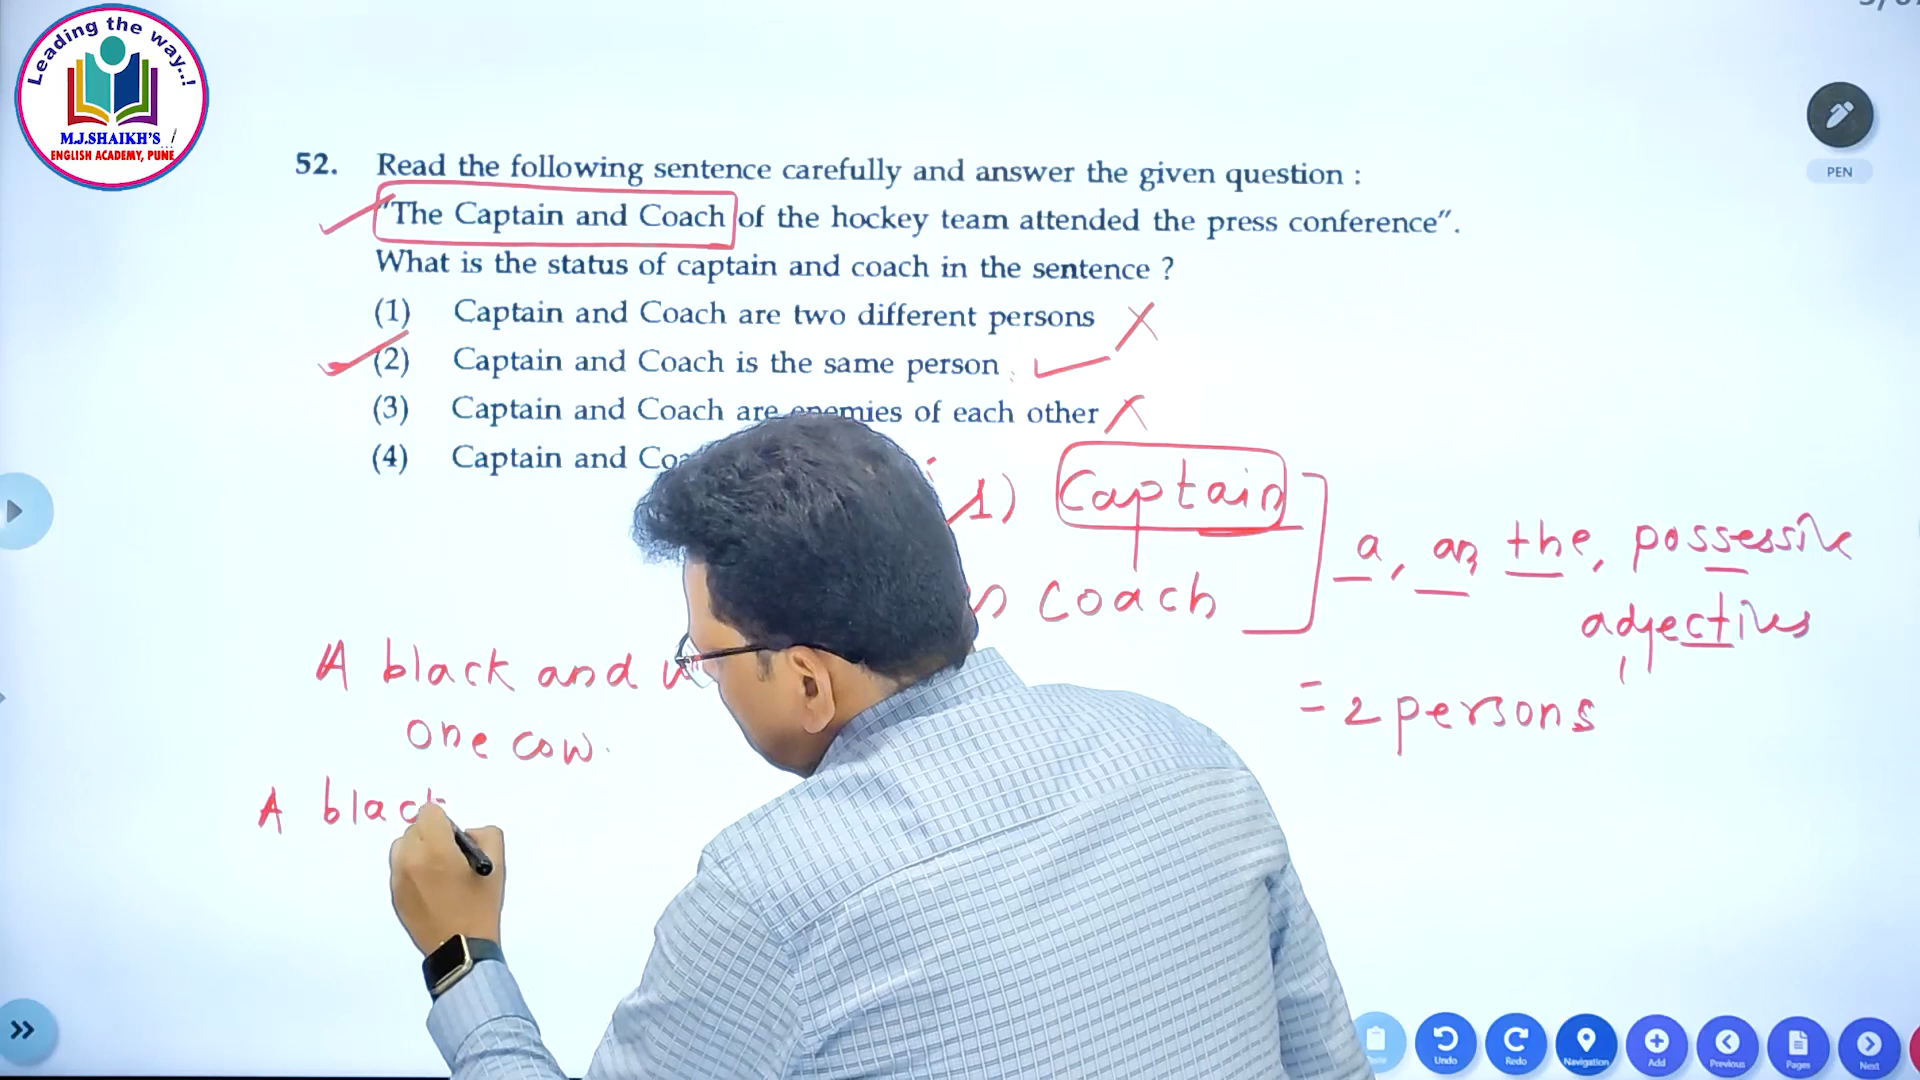 Leading the way..!
M.J.SHAIKH'S
ENGLISH ACADEMY, PUNE
PEN
52. Read the following sentence carefully and answer the given question :
"The Captain and Coach of the hockey team attended the press conference".
What is the status of captain and coach in the sentence ?
(1) Captain and Coach are two different persons
(2) Captain and Coach is the same person
(3) Captain and Coach are enemies of each other
(4) Captain and
1) Captain
a, an, the, possessive
coach
adjectives
A black and
= 2 persons
one cow.
A blac
Undo
Redo
Navigation
Add
Previous
Pages
Next